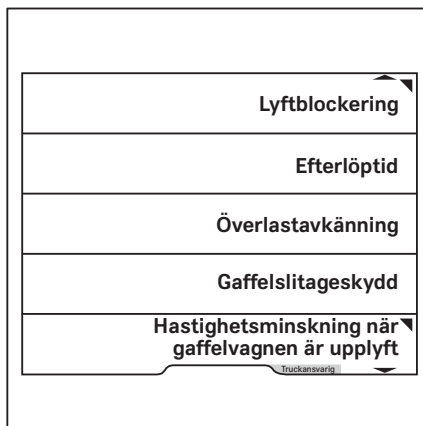 Lyftblockering
Efterlöptid
Överlastavkänning
Gaffelslitageskydd
Hastighetsminskning när
gaffelvagnen är upplyft
Truckansvarig